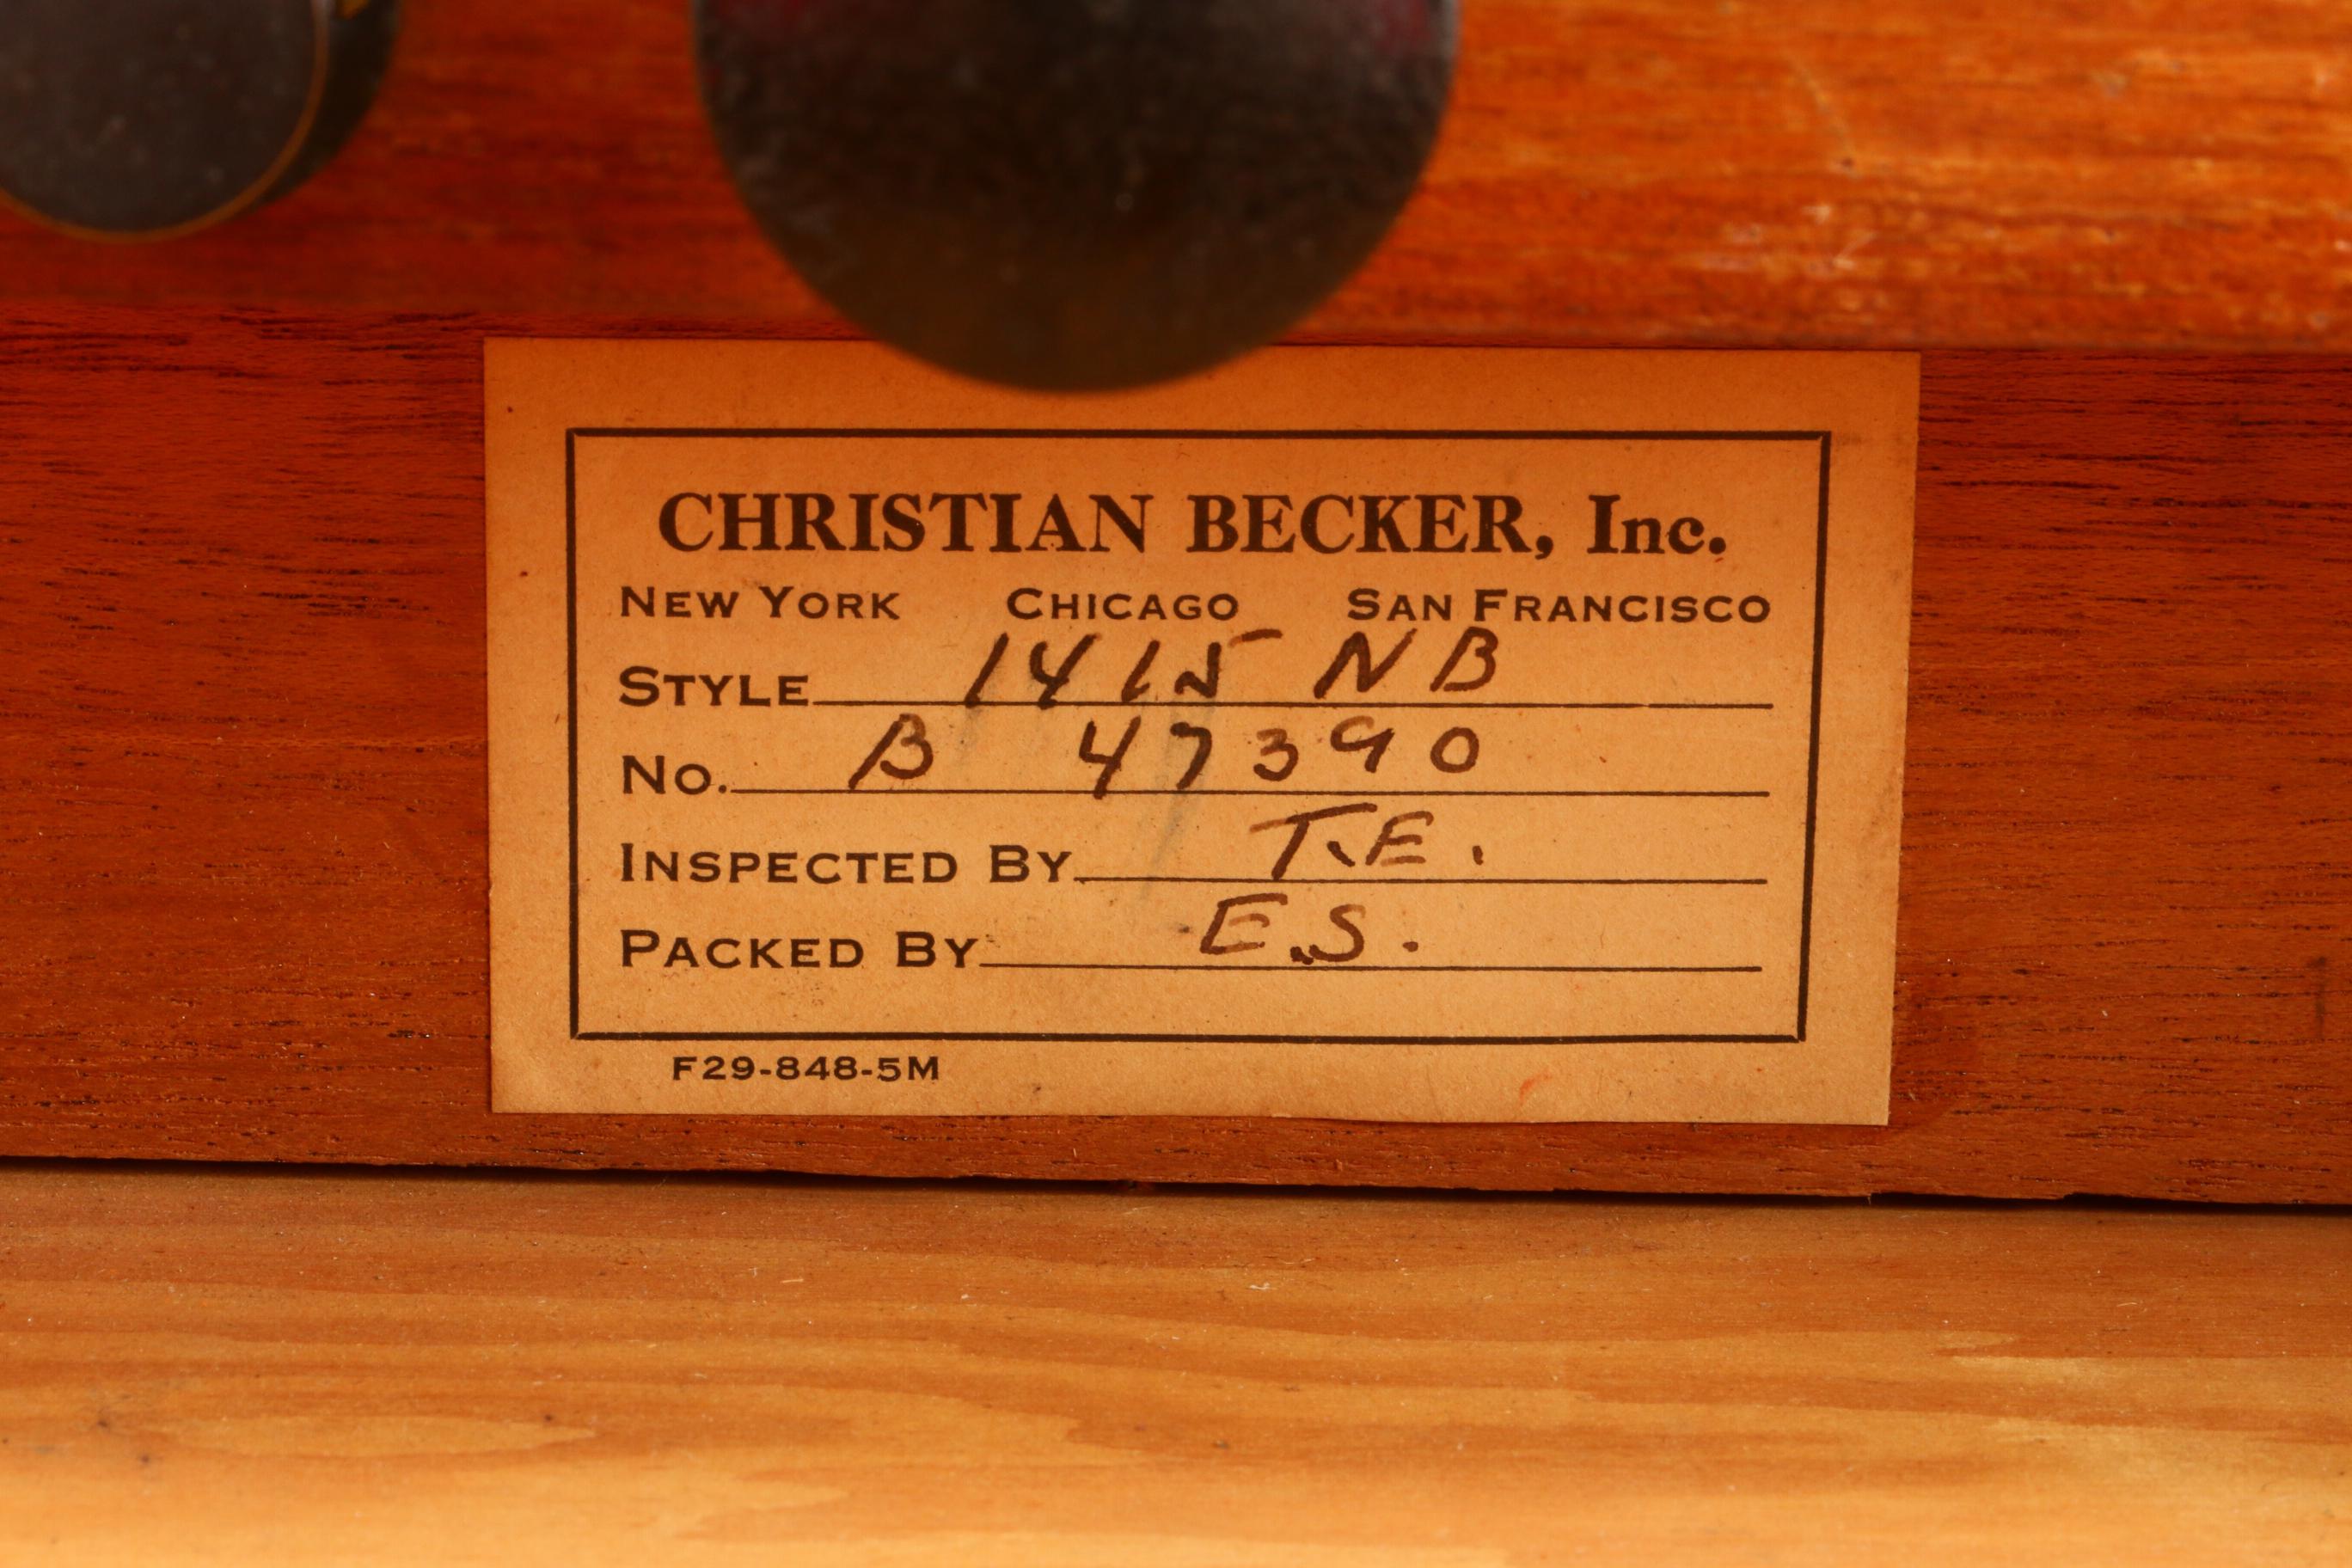 CHRISTIAN BECKER, Inc.
NEW YORK CHICAGO SAN FRANCISCO
STYLE 1415 NB
NO. B 47390
INSPECTED BY T.E.
PACKED BY E.S.
F29-848-5M